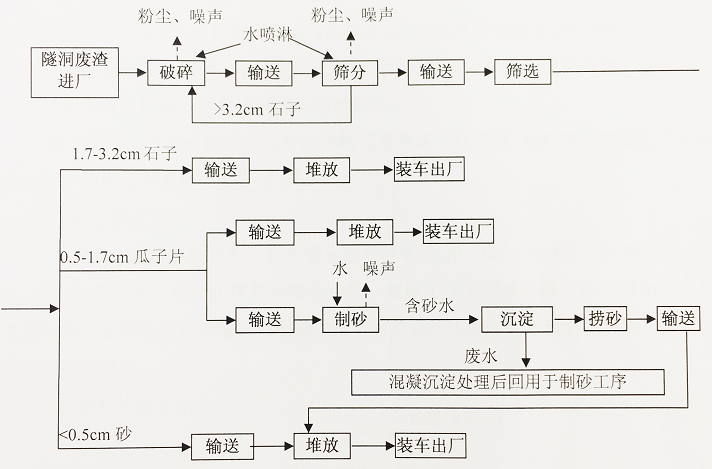 粉尘、噪声
粉尘、噪声
水喷淋
隧洞废渣
进厂
破碎
输送
筛分
输送
筛选
>3.2cm 石子
1.7-3.2cm 石子
输送
堆放
装车出厂
0.5-1.7cm 瓜子片
输送
堆放
装车出厂
水
噪声
输送
制砂
含砂水
沉淀
捞砂
输送
废水
混凝沉淀处理后回用于制砂工序
<0.5cm 砂
输送
堆放
装车出厂